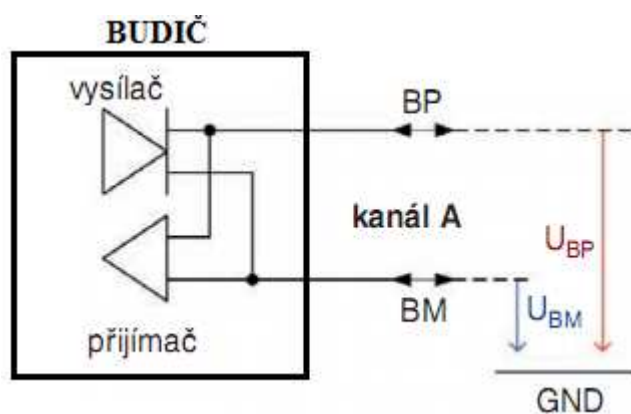 BUDIČ
vysílač
BP
kanál A
U_BP
BM
U_BM
přijímač
GND